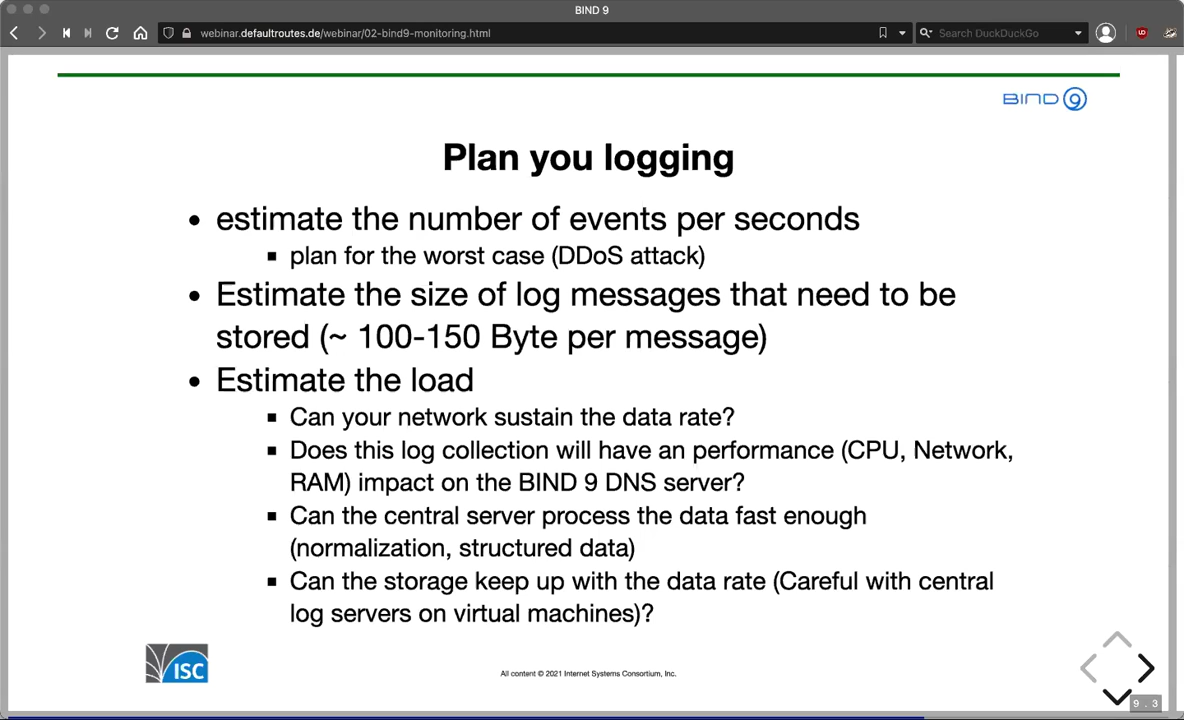 BIND 9
webinar.defaultroutes.de/webinar/02-bind9-monitoring.html
Search DuckDuckGo
BIND 9
Plan you logging
• estimate the number of events per seconds
▪ plan for the worst case (DDoS attack)
• Estimate the size of log messages that need to be
stored (~ 100-150 Byte per message)
• Estimate the load
▪ Can your network sustain the data rate?
▪ Does this log collection will have an performance (CPU, Network,
RAM) impact on the BIND 9 DNS server?
▪ Can the central server process the data fast enough
(normalization, structured data)
▪ Can the storage keep up with the data rate (Careful with central
log servers on virtual machines)?
ISC
All content © 2021 Internet Systems Consortium, Inc.
9 . 3